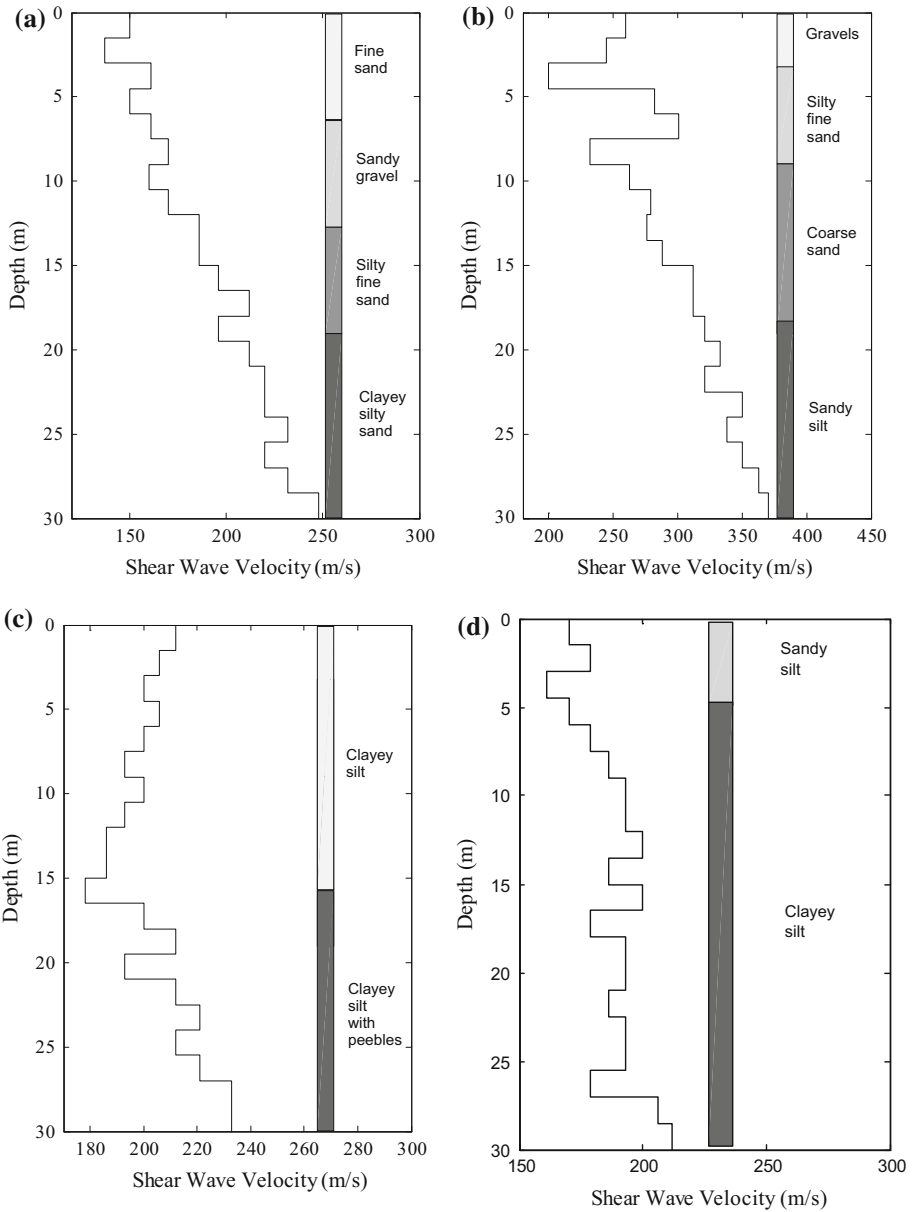 (a)
0
5
10
15
20
25
30
Depth (m)
150
200
250
300
Shear Wave Velocity (m/s)
Fine
sand
Sandy
gravel
Silty
fine
sand
Clayey
silty
sand
(b)
0
5
10
15
20
25
30
Depth (m)
200
250
300
350
400
450
Shear Wave Velocity (m/s)
Gravels
Silty
fine
sand
Coarse
sand
Sandy
silt
(c)
0
5
10
15
20
25
30
Depth (m)
180
200
220
240
260
280
300
Shear Wave Velocity (m/s)
Clayey
silt
Clayey
silt
with
peebles
(d)
0
5
10
15
20
25
30
Depth (m)
150
200
250
300
Shear Wave Velocity (m/s)
Sandy
silt
Clayey
silt